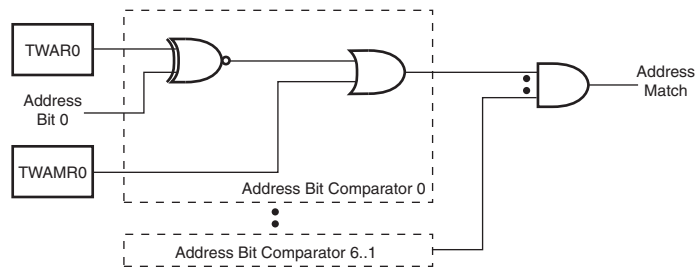 TWAR0
Address
Bit 0
TWAMR0
Address Bit Comparator 0
Address Bit Comparator 6..1
Address
Match